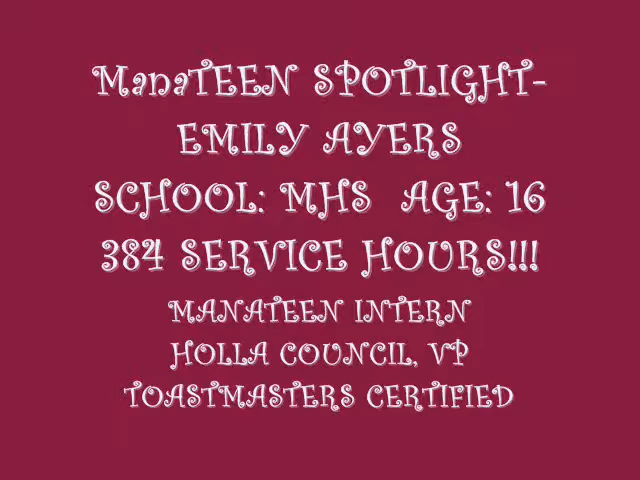 ManaTEEN SPOTLIGHT-
EMILY AYERS
SCHOOL: MHS AGE: 16
384 SERVICE HOURS!!!
MANATEEN INTERN
HOLLA COUNCIL, VP
TOASTMASTERS CERTIFIED